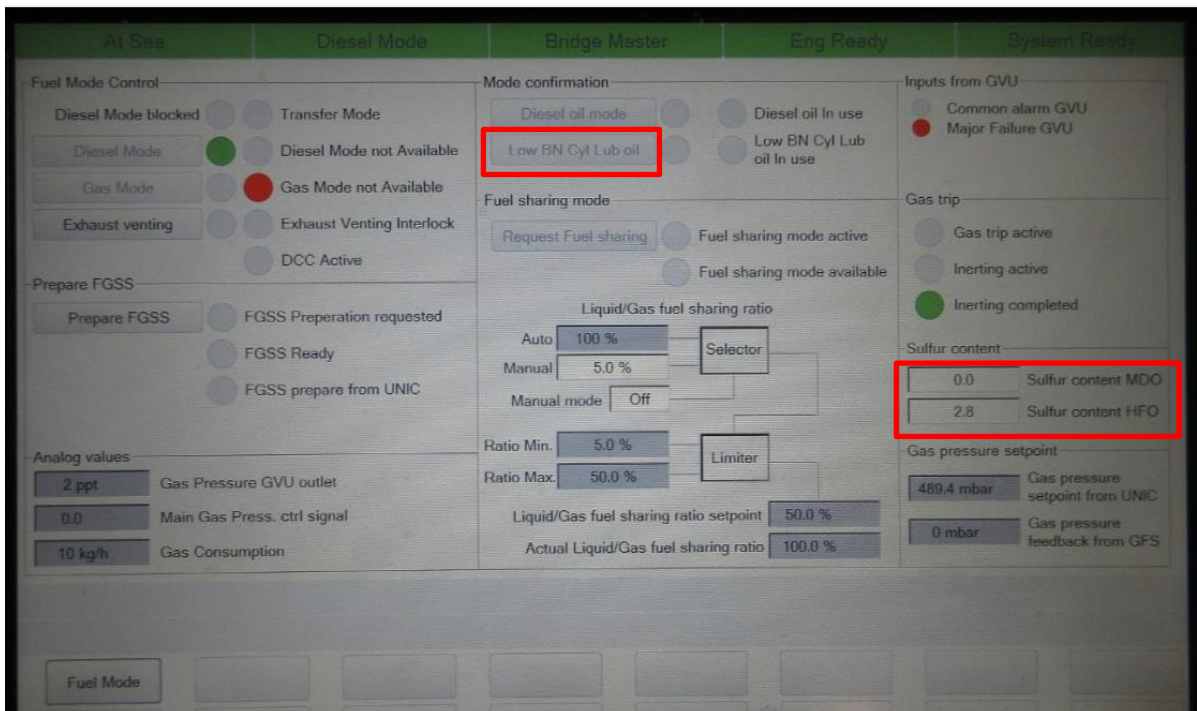 At Sea
Diesel Mode
Bridge Master
Eng Ready
System Ready
Fuel Mode Control
Diesel Mode blocked
Transfer Mode
Diesel Mode
Diesel Mode not Available
Gas Mode
Gas Mode not Available
Exhaust venting
Exhaust Venting Interlock
DCC Active
Prepare FGSS
Prepare FGSS
FGSS Preperation requested
FGSS Ready
FGSS prepare from UNIC
Analog values
2 ppt Gas Pressure GVU outlet
0.0 Main Gas Press. ctrl signal
10 kg/h Gas Consumption
Mode confirmation
Diesel oil mode
Diesel oil In use
Low BN Cyl Lub oil
Low BN Cyl Lub
oil In use
Fuel sharing mode
Request Fuel sharing
Fuel sharing mode active
Fuel sharing mode available
Liquid/Gas fuel sharing ratio
Auto 100 %
Selector
Manual 5.0 %
Manual mode Off
Ratio Min. 5.0 %
Limiter
Ratio Max. 50.0 %
Liquid/Gas fuel sharing ratio setpoint 50.0 %
Actual Liquid/Gas fuel sharing ratio 100.0 %
Inputs from GVU
Common alarm GVU
Major Failure GVU
Gas trip
Gas trip active
Inerting active
Inerting completed
Sulfur content
0.0 Sulfur content MDO
2.8 Sulfur content HFO
Gas pressure setpoint
489.4 mbar
Gas pressure
setpoint from UNIC
0 mbar
Gas pressure
feedback from GFS
Fuel Mode